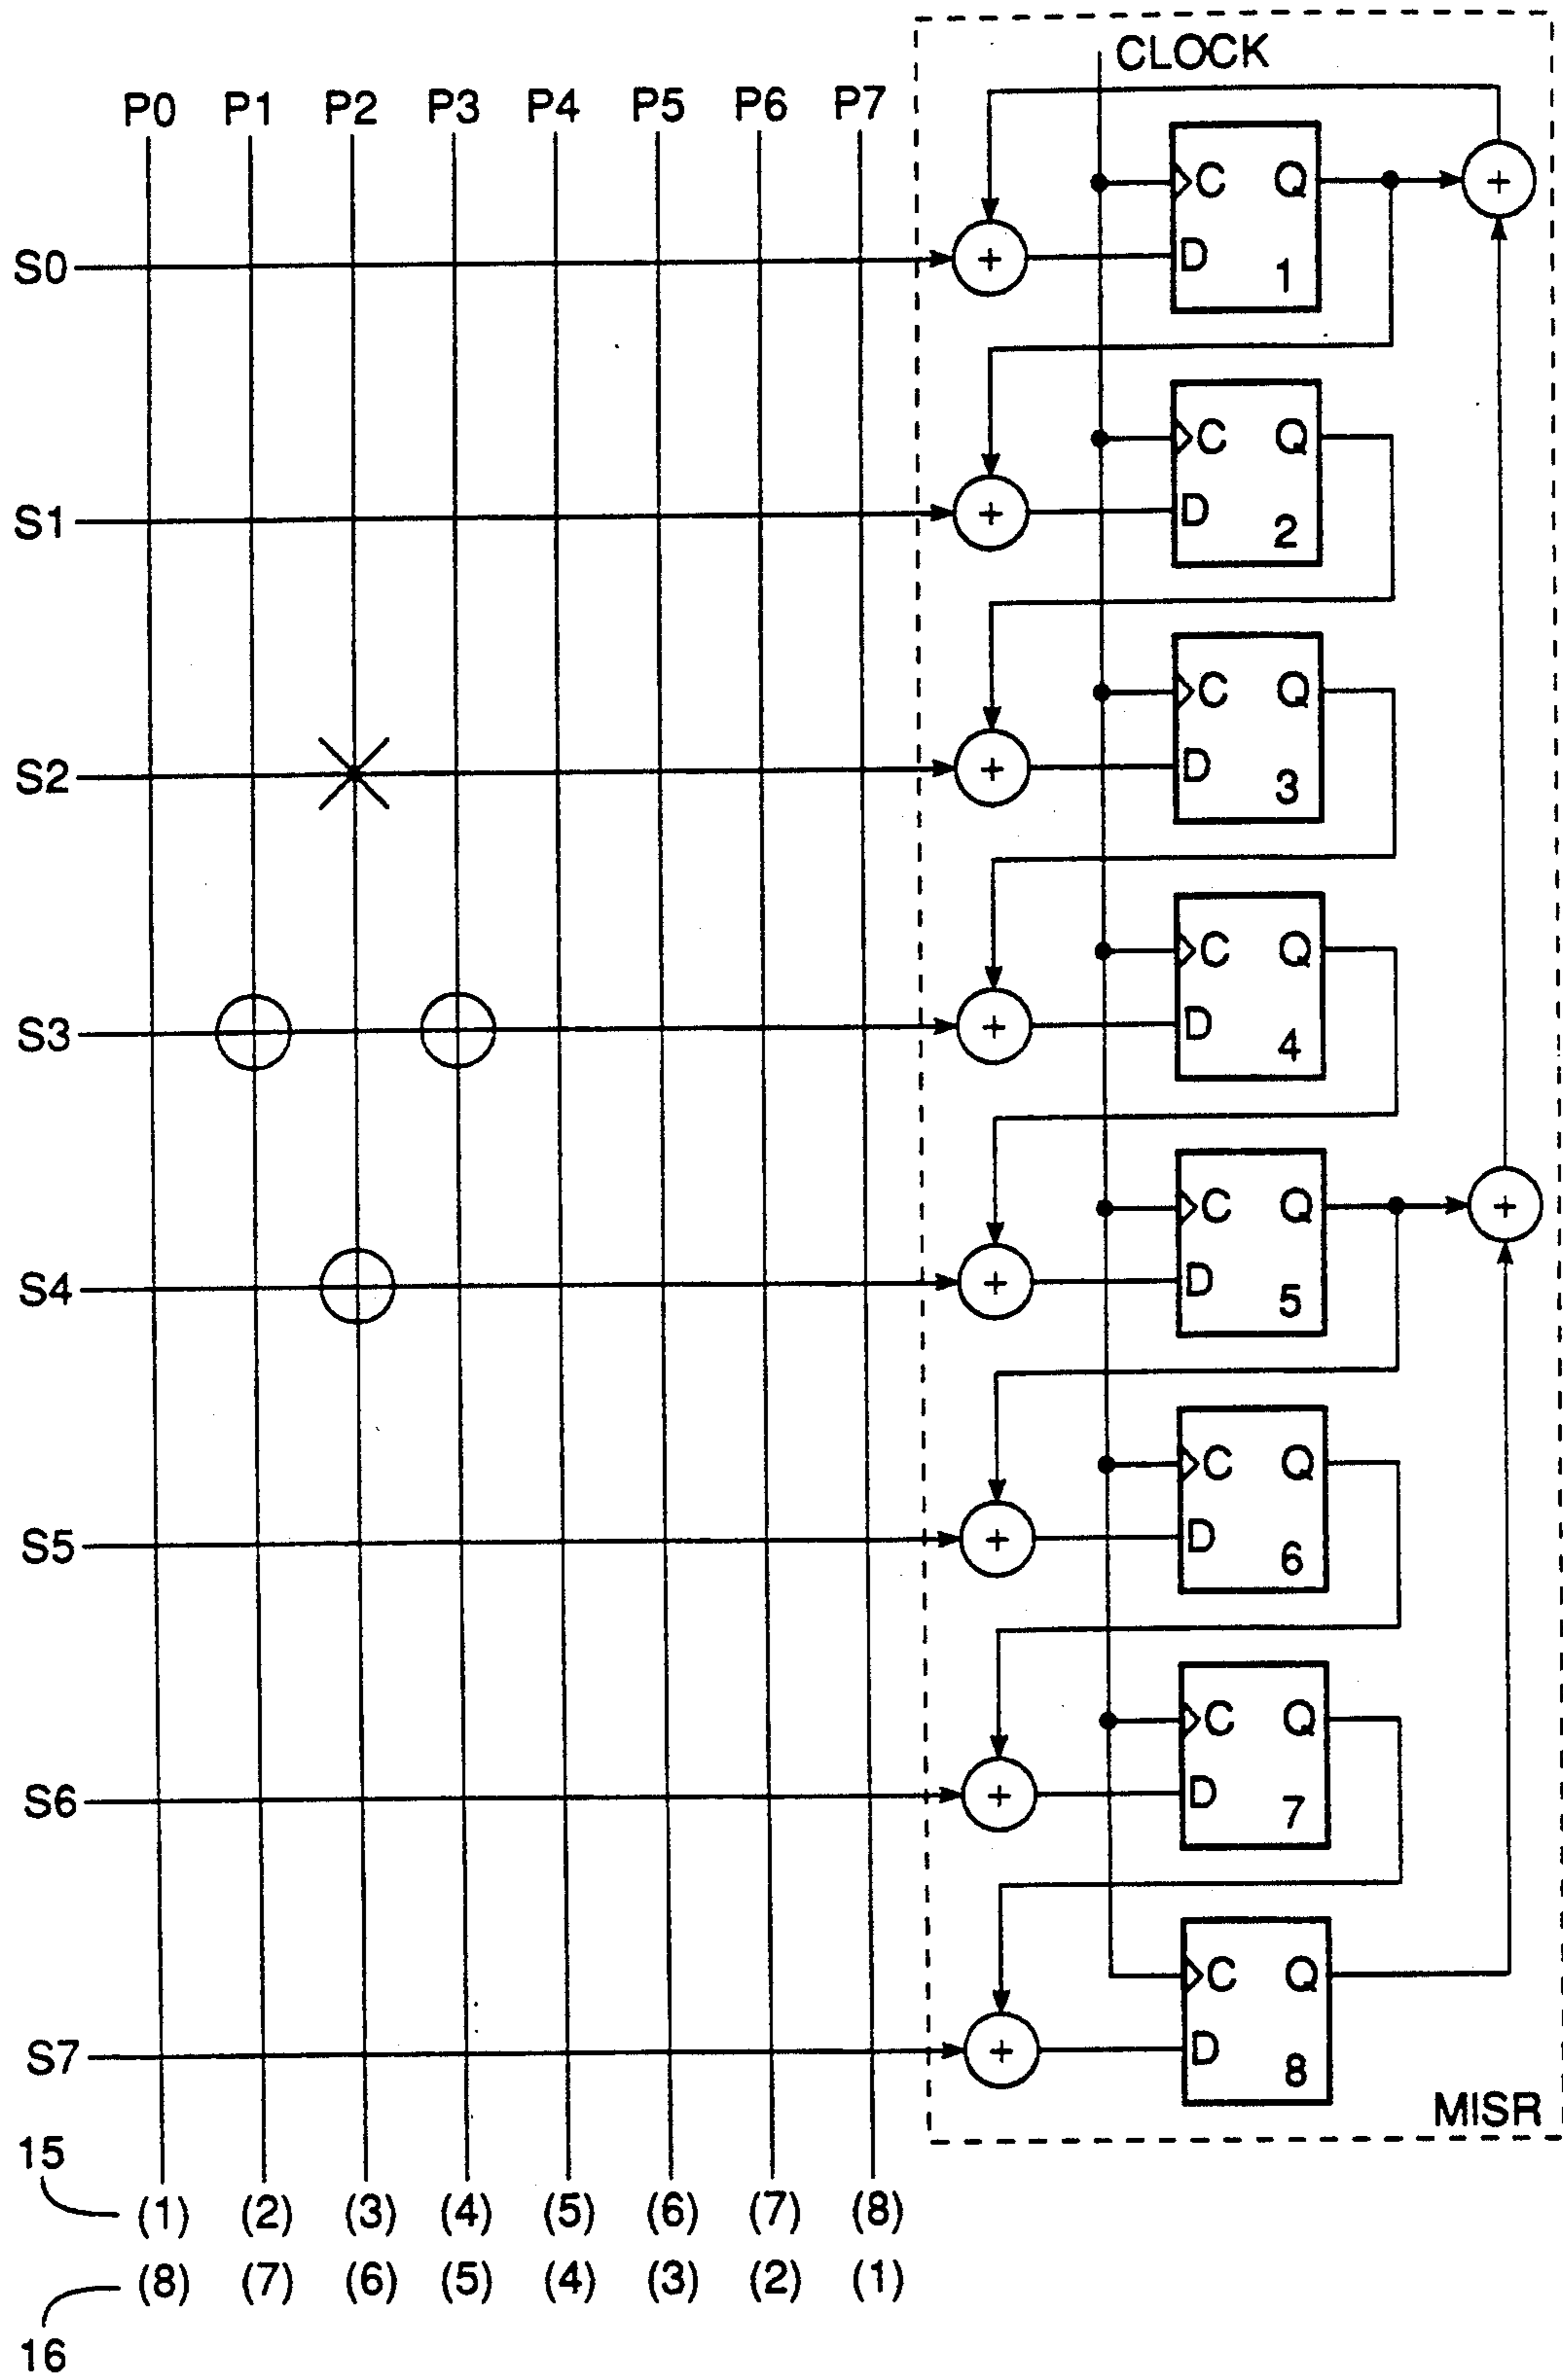 CLOCK
P0 P1 P2 P3 P4 P5 P6 P7
C Q
+
S0
+
D 1
C Q
S1
+
D 2
C Q
S2
+
D 3
C Q
S3
+
D 4
C Q
+
S4
+
D 5
C Q
S5
+
D 6
C Q
S6
+
D 7
C Q
S7
+
D 8
MISR
15
(1) (2) (3) (4) (5) (6) (7) (8)
(8) (7) (6) (5) (4) (3) (2) (1)
16